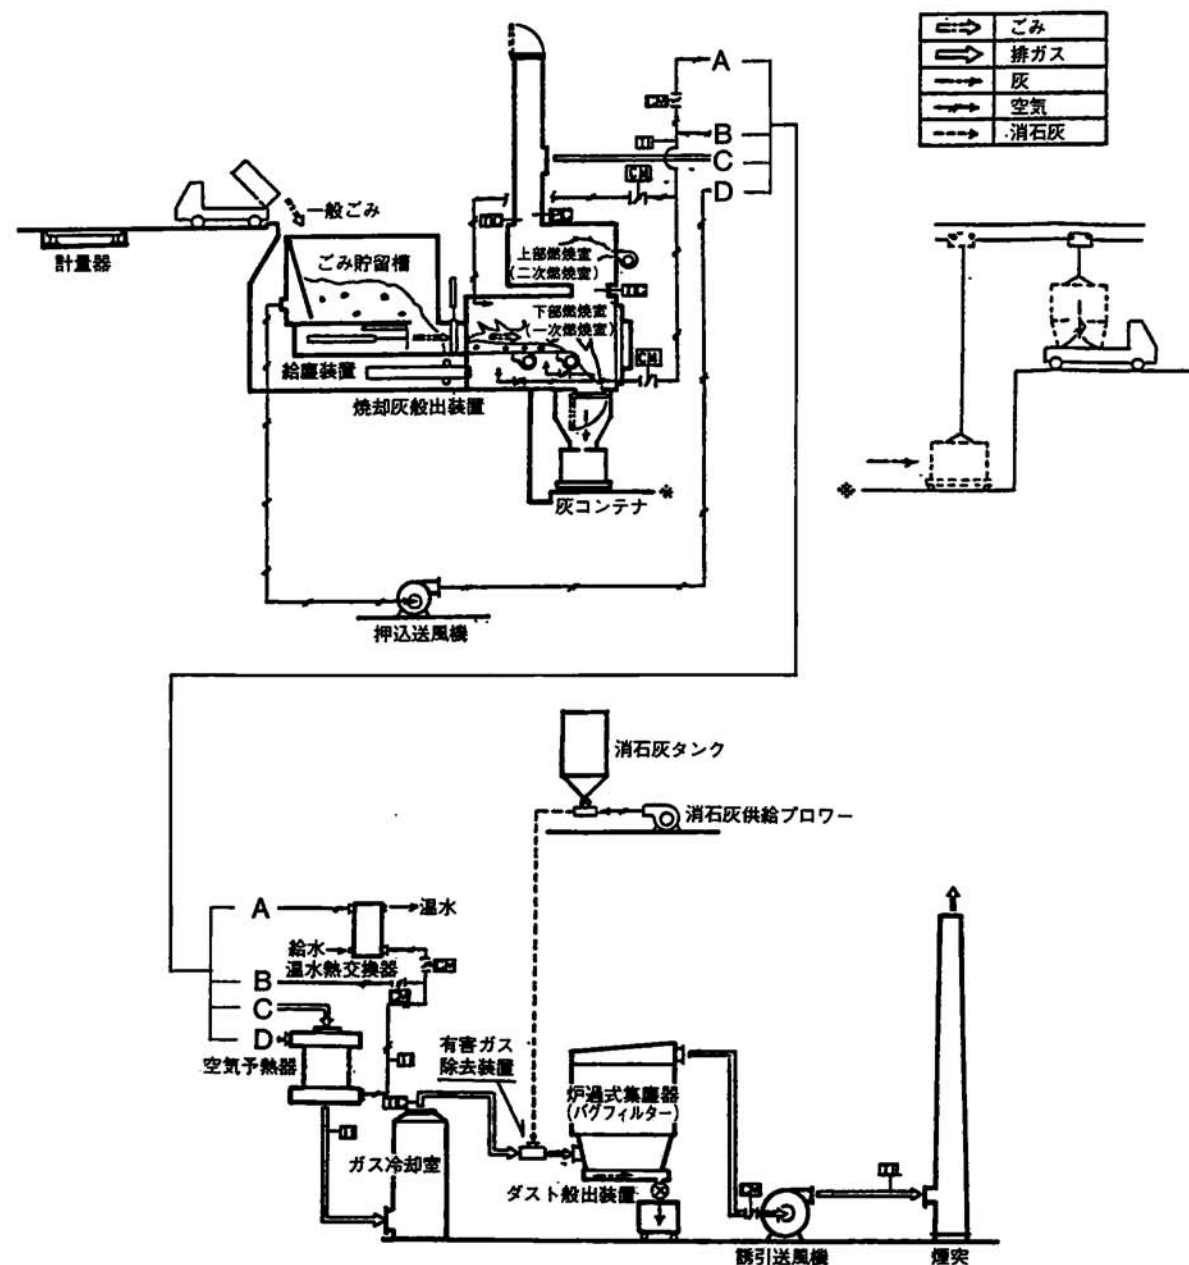 ごみ
排ガス
灰
空気
消石灰
A
B
C
D
一般ごみ
計量器
ごみ貯留槽
上部燃焼室
(二次燃焼室)
下部燃焼室
(一次燃焼室)
給塵装置
焼却灰般出装置
灰コンテナ
※
※
押込送風機
消石灰タンク
消石灰供給ブロワー
A
温水
給水
温水熱交換器
B
C
D
空気予熱器
有害ガス
除去装置
炉過式集塵器
(バグフィルター)
ガス冷却室
ダスト般出装置
誘引送風機
煙突